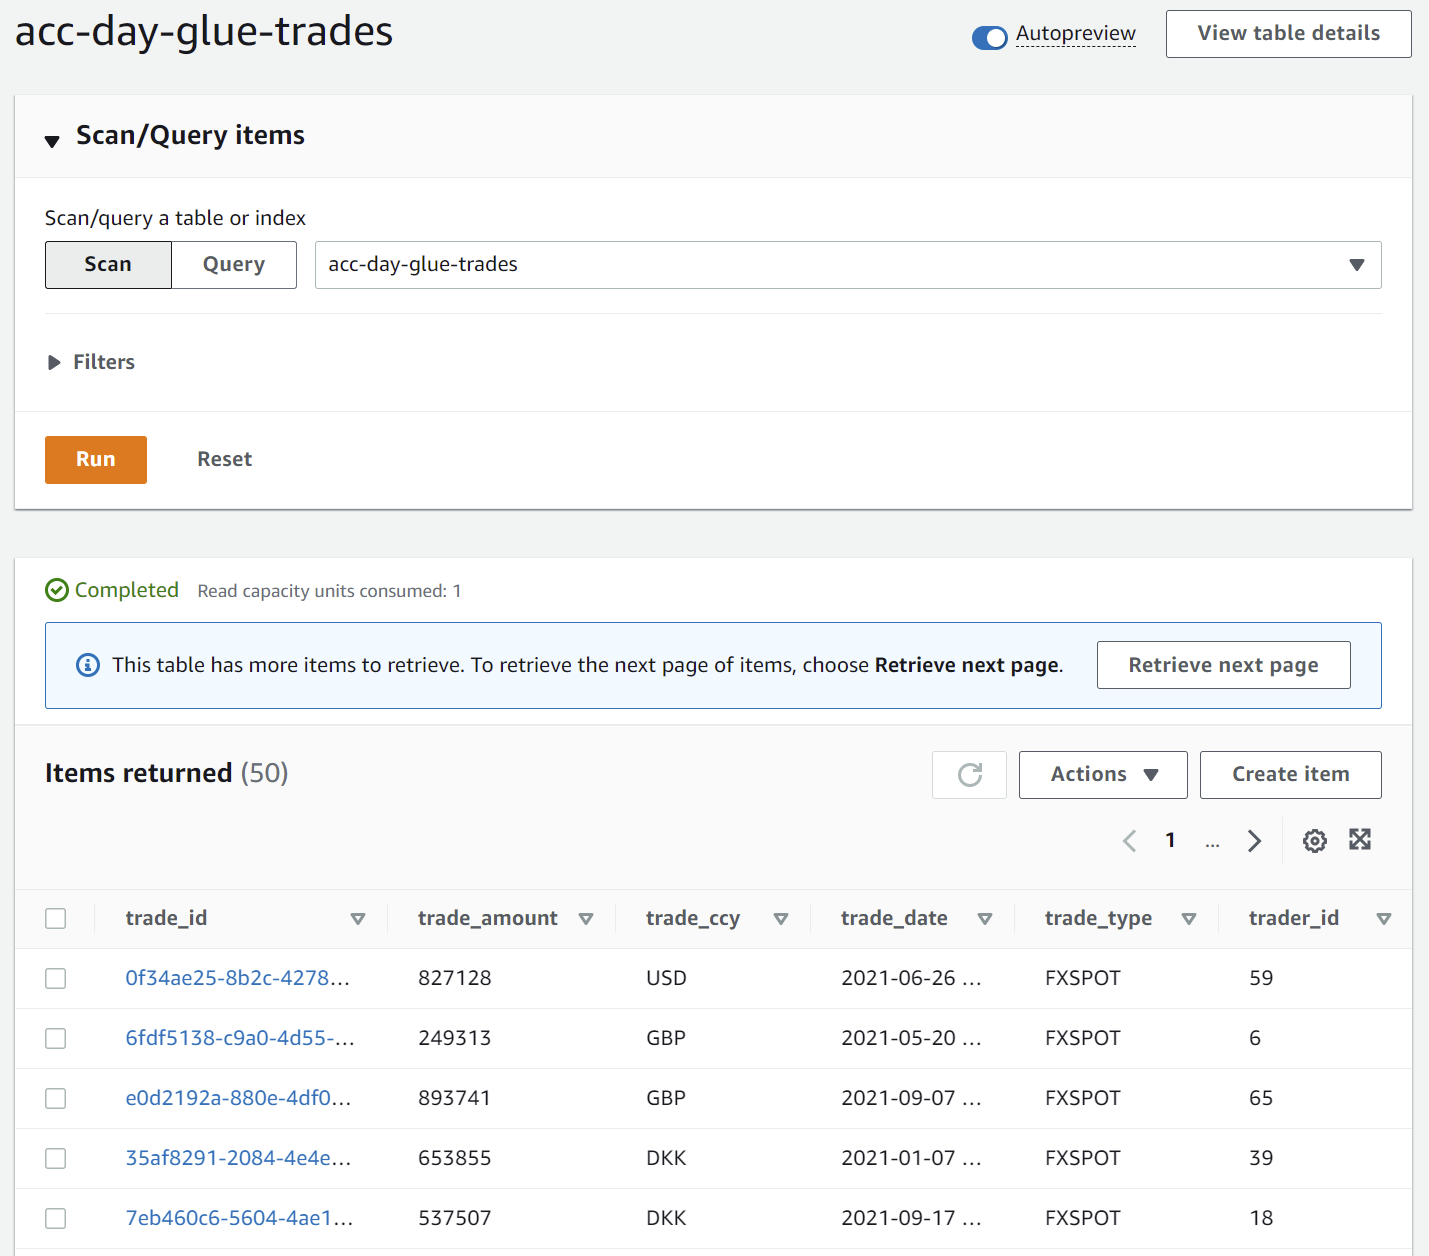 acc-day-glue-trades
Autopreview
View table details
Scan/Query items
Scan/query a table or index
Scan Query acc-day-glue-trades
Filters
Run Reset
Completed Read capacity units consumed: 1
This table has more items to retrieve. To retrieve the next page of items, choose Retrieve next page. Retrieve next page
Items returned (50) Actions Create item
1 ...
trade_id trade_amount trade_ccy trade_date trade_type trader_id
0f34ae25-8b2c-4278... 827128 USD 2021-06-26 ... FXSPOT 59
6fdf5138-c9a0-4d55-... 249313 GBP 2021-05-20 ... FXSPOT 6
e0d2192a-880e-4df0... 893741 GBP 2021-09-07 ... FXSPOT 65
35af8291-2084-4e4e... 653855 DKK 2021-01-07 ... FXSPOT 39
7eb460c6-5604-4ae1... 537507 DKK 2021-09-17 ... FXSPOT 18